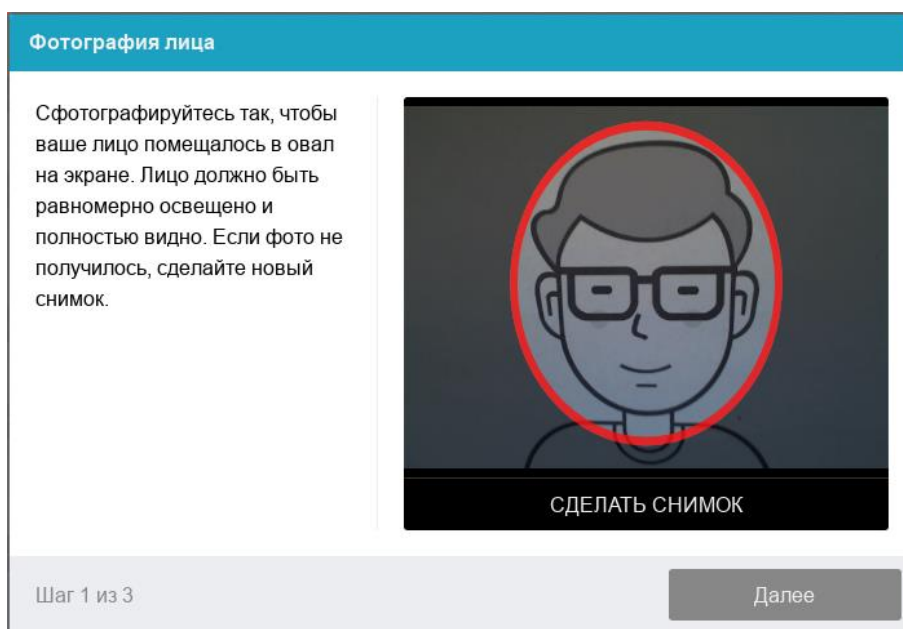 Фотография лица
Сфотографируйтесь так, чтобы
ваше лицо помещалось в овал
на экране. Лицо должно быть
равномерно освещено и
полностью видно. Если фото не
получилось, сделайте новый
снимок.
СДЕЛАТЬ СНИМОК
Шаг 1 из 3
Далее